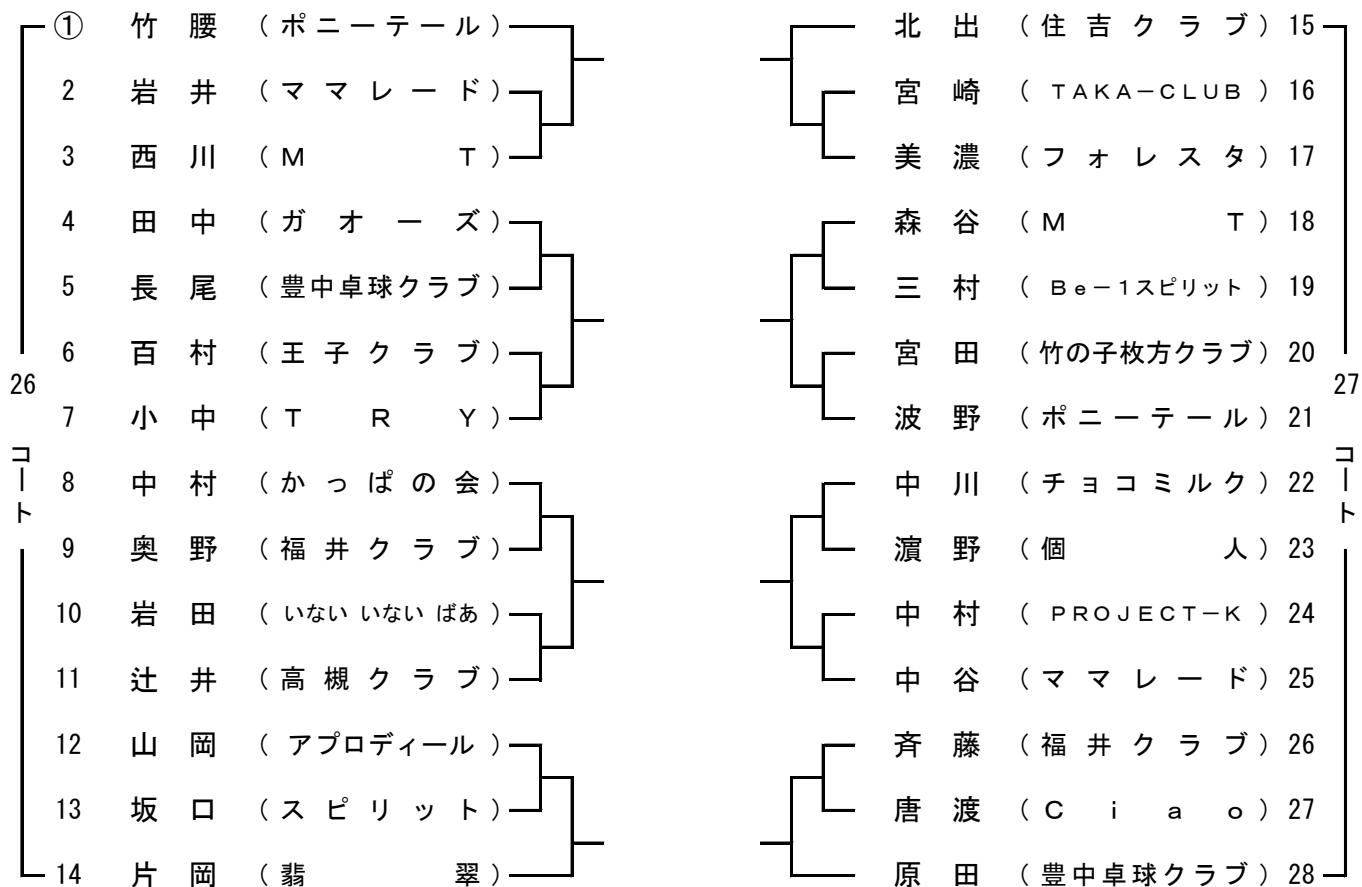 ① 竹腰 (ポニーテール)
2 岩井 (ママレード)
3 西川 (MT)
4 田中 (ガオーズ)
5 長尾 (豊中卓球クラブ)
6 百村 (王子クラブ)
26
7 小中 (TRY)
コート
8 中村 (かっぱの会)
9 奥野 (福井クラブ)
10 岩田 (いない いない ばあ)
11 辻井 (高槻クラブ)
12 山岡 (アプロディール)
13 坂口 (スピリット)
14 片岡 (翡翠)
北出 (住吉クラブ) 15
宮崎 (TAKA-CLUB) 16
美濃 (フォレスタ) 17
森谷 (MT) 18
三村 (Be-1スピリット) 19
宮田 (竹の子枚方クラブ) 20
27
波野 (ポニーテール) 21
コート
中川 (チョコミルク) 22
濵野 (個人) 23
中村 (PROJECT-K) 24
中谷 (ママレード) 25
斉藤 (福井クラブ) 26
唐渡 (Ciao) 27
原田 (豊中卓球クラブ) 28